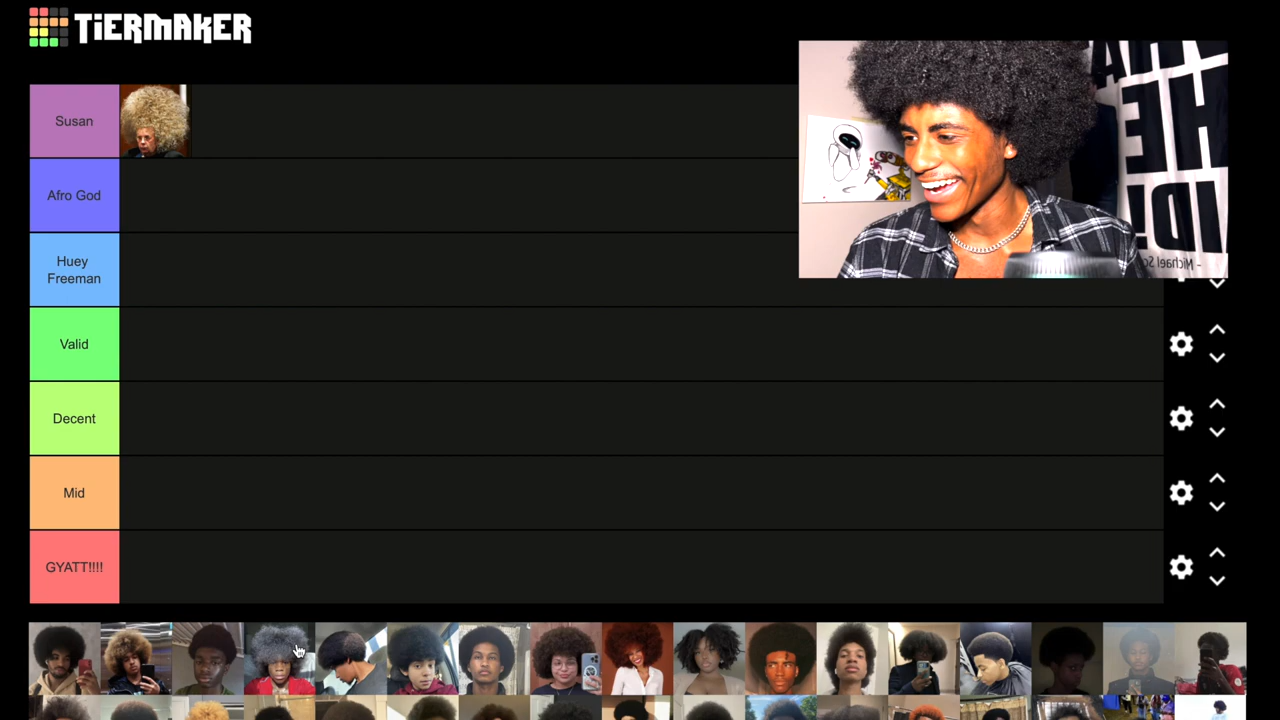 TiERMAKER
Susan
Afro God
Huey
Freeman
Valid
Decent
Mid
GYATT!!!!